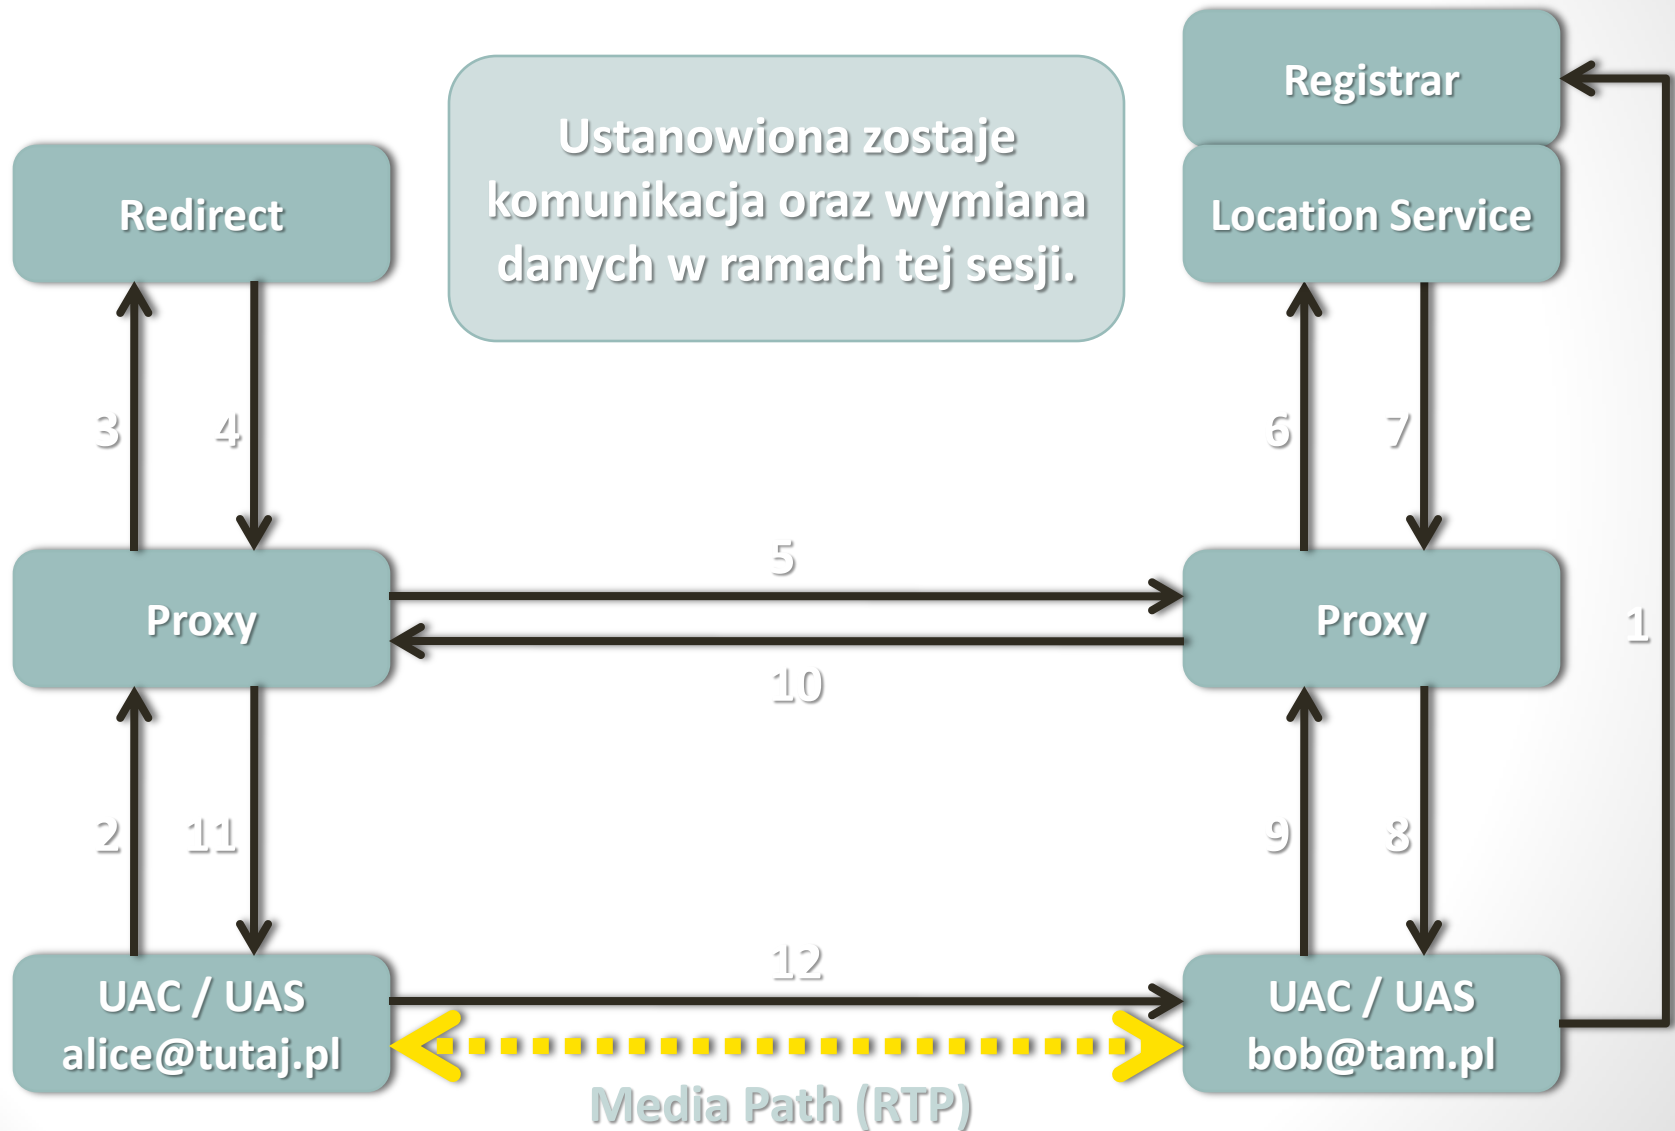 Registrar
Ustanowiona zostaje
komunikacja oraz wymiana
danych w ramach tej sesji.
Redirect
Location Service
3
4
6
7
5
Proxy
Proxy
1
10
2
11
9
8
12
UAC / UAS
alice@tutaj.pl
UAC / UAS
bob@tam.pl
Media Path (RTP)